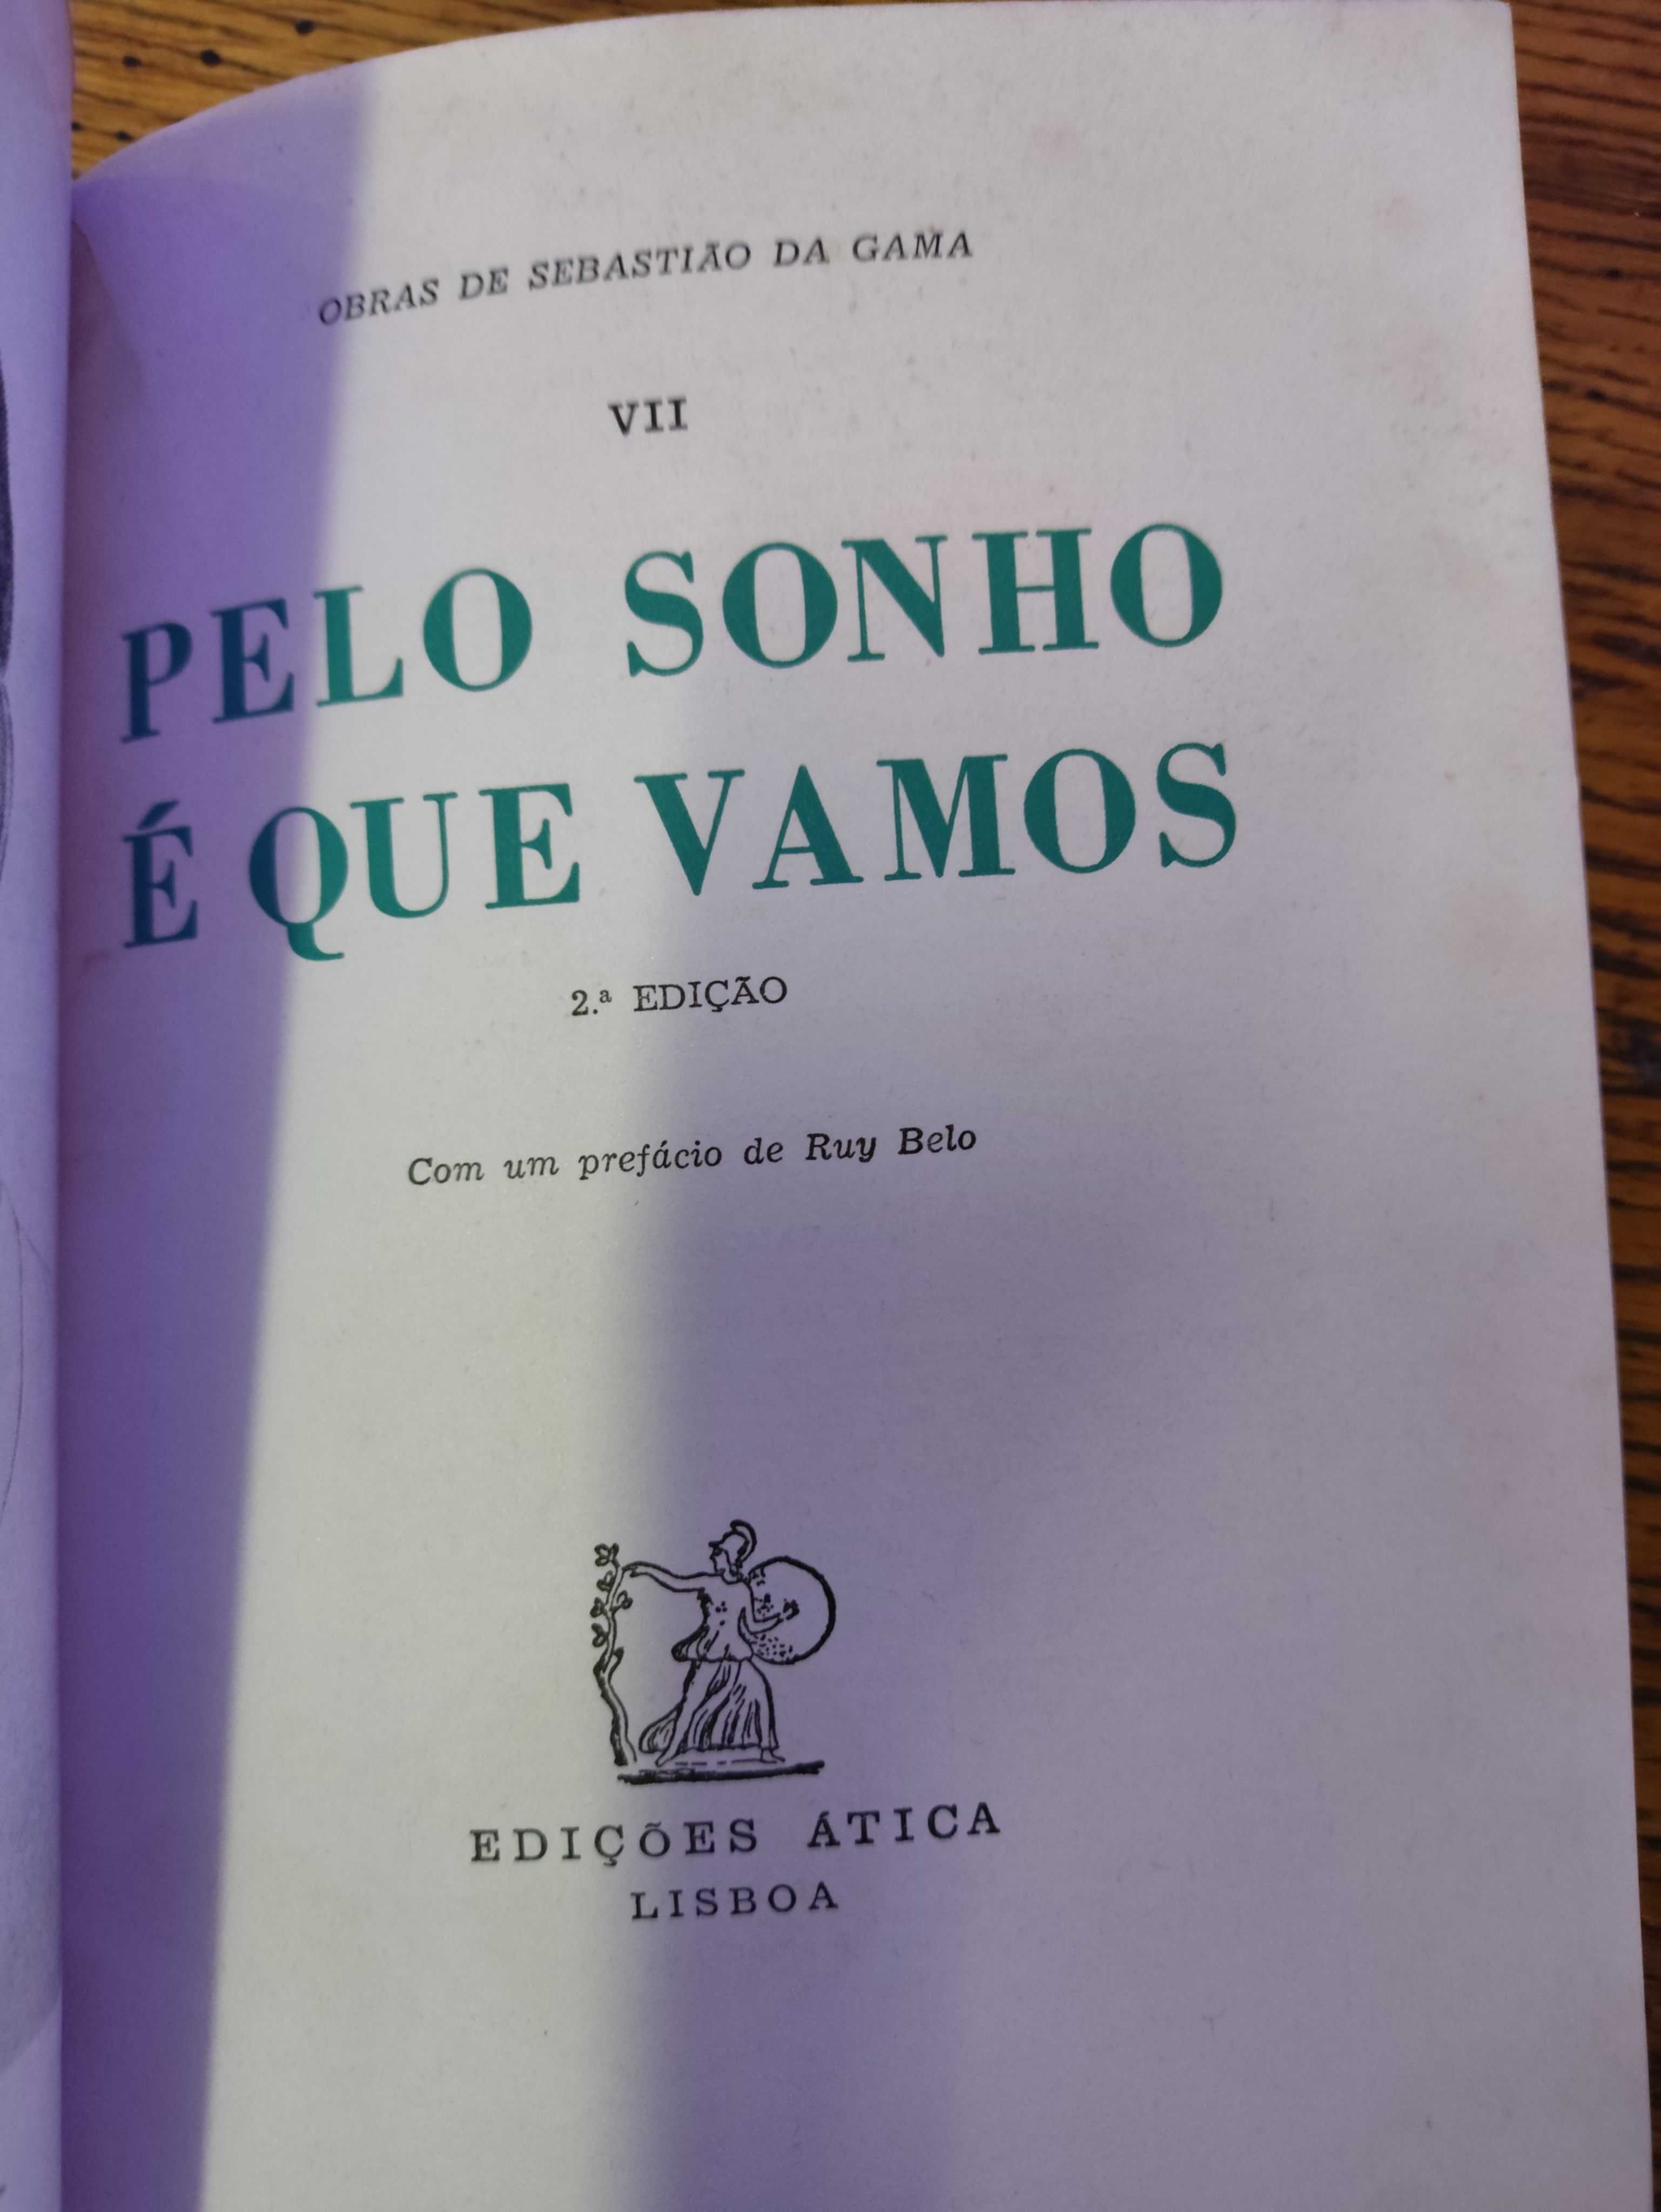 OBRAS DE SEBASTIÃO DA GAMA
VII
PELO SONHO
É QUE VAMOS
2.ª EDIÇÃO
Com um prefácio de Ruy Belo
EDIÇÕES ÁTICA
LISBOA